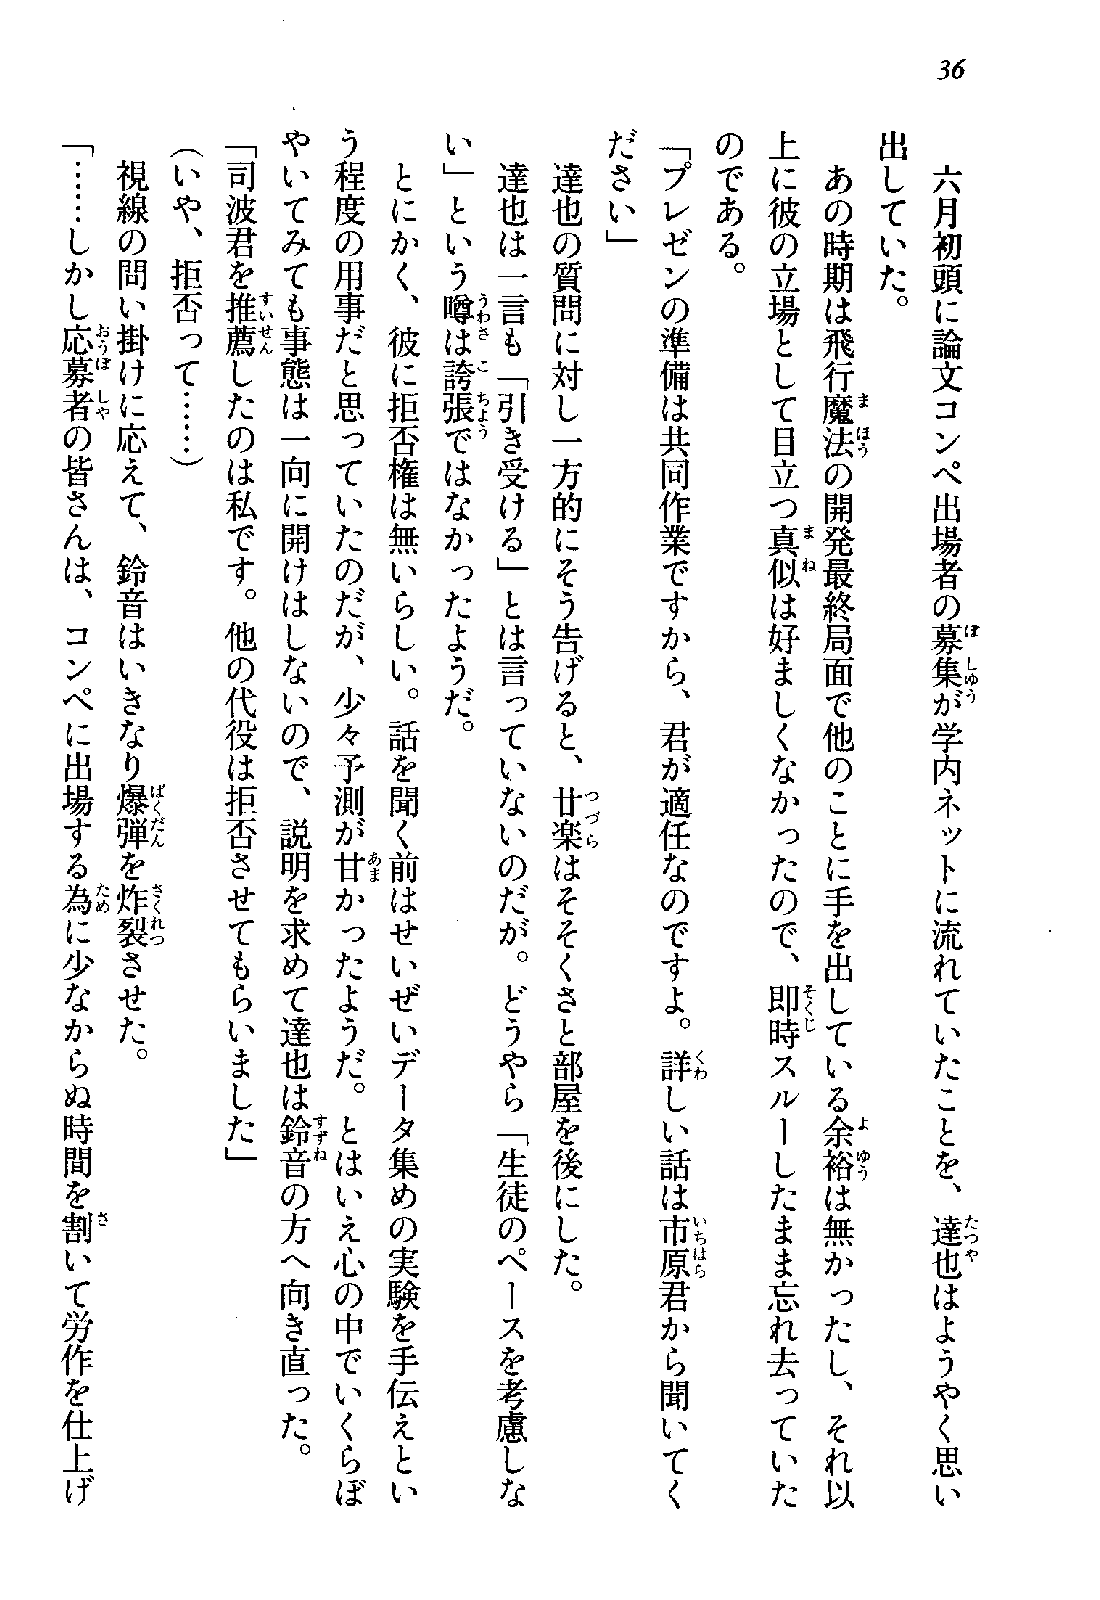 36
六月初頭に論文コンペ出場者の募集が学内ネットに流れていたことを、達也はようやく思い
出していた。
あの時期は飛行魔法の開発最終局面で他のことに手を出している余裕は無かったし、それ以
上に彼の立場として目立つ真似は好ましくなかったので、即時スルーしたまま忘れ去っていた
のである。
「プレゼンの準備は共同作業ですから、君が適任なのですよ。詳しい話は市原君から聞いてく
ださい」
達也の質問に対し一方的にそう告げると、廿楽はそそくさと部屋を後にした。
達也は一言も「引き受ける」とは言っていないのだが。どうやら「生徒のペースを考慮しな
い」という噂は誇張ではなかったようだ。
とにかく、彼に拒否権は無いらしい。話を聞く前はせいぜいデータ集めの実験を手伝えとい
う程度の用事だと思っていたのだが、少々予測が甘かったようだ。とはいえ心の中でいくらぼ
やいてみても事態は一向に開けはしないので、説明を求めて達也は鈴音の方へ向き直った。
「司波君を推薦したのは私です。他の代役は拒否させてもらいました」
(いや、拒否って……)
視線の問い掛けに応えて、鈴音はいきなり爆弾を炸裂させた。
「……しかし応募者の皆さんは、コンペに出場する為に少なからぬ時間を割いて労作を仕上げ